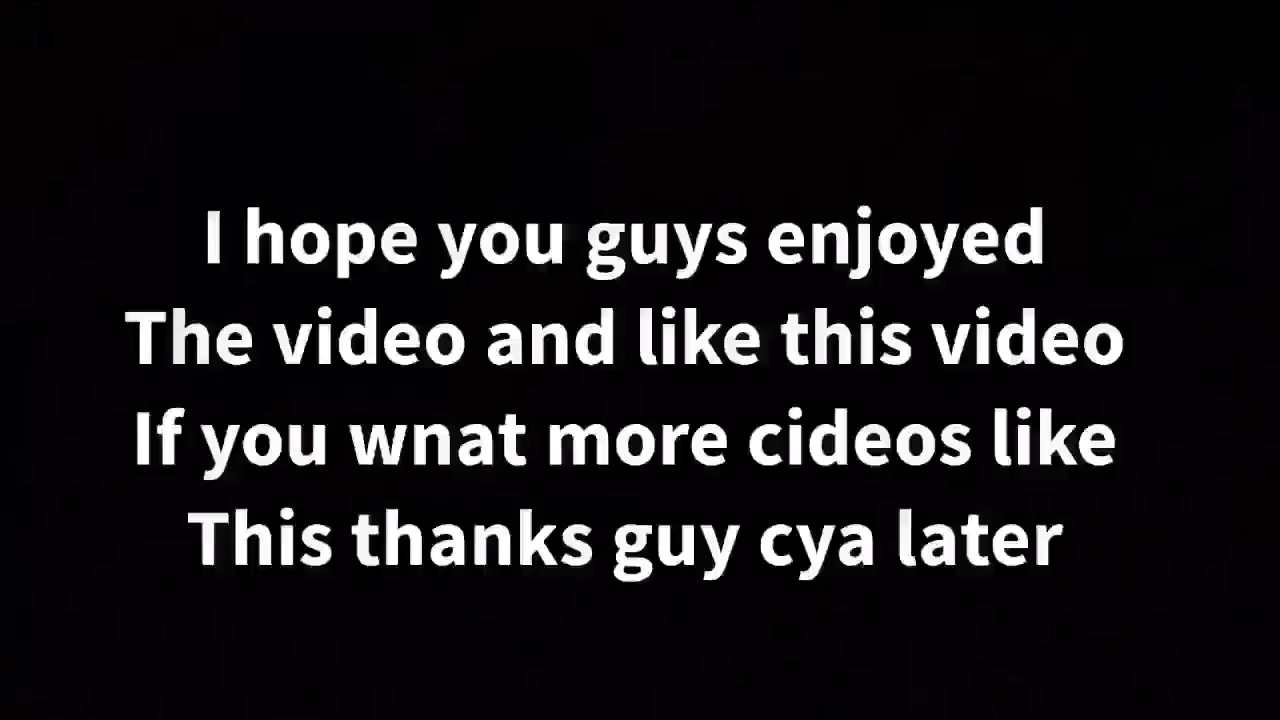 I hope you guys enjoyed
The video and like this video
If you wnat more cideos like
This thanks guy cya later